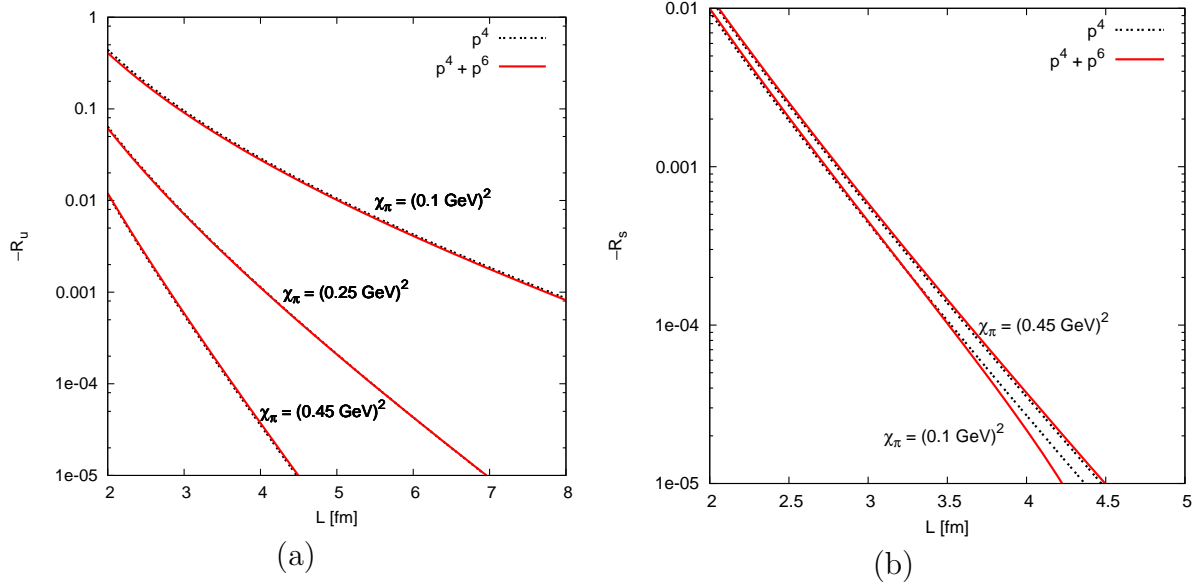 1
0.1
0.01
0.001
1e-04
1e-05
2
3
4
5
6
7
8
−R_u
L [fm]
p^4
p^4 + p^6
χ_π = (0.1 GeV)^2
χ_π = (0.25 GeV)^2
χ_π = (0.45 GeV)^2
(a)
-0.01
0.001
1e-04
1e-05
2
2.5
3
3.5
4
4.5
5
−R_s
L [fm]
p^4
p^4 + p^6
χ_π = (0.45 GeV)^2
χ_π = (0.1 GeV)^2
(b)